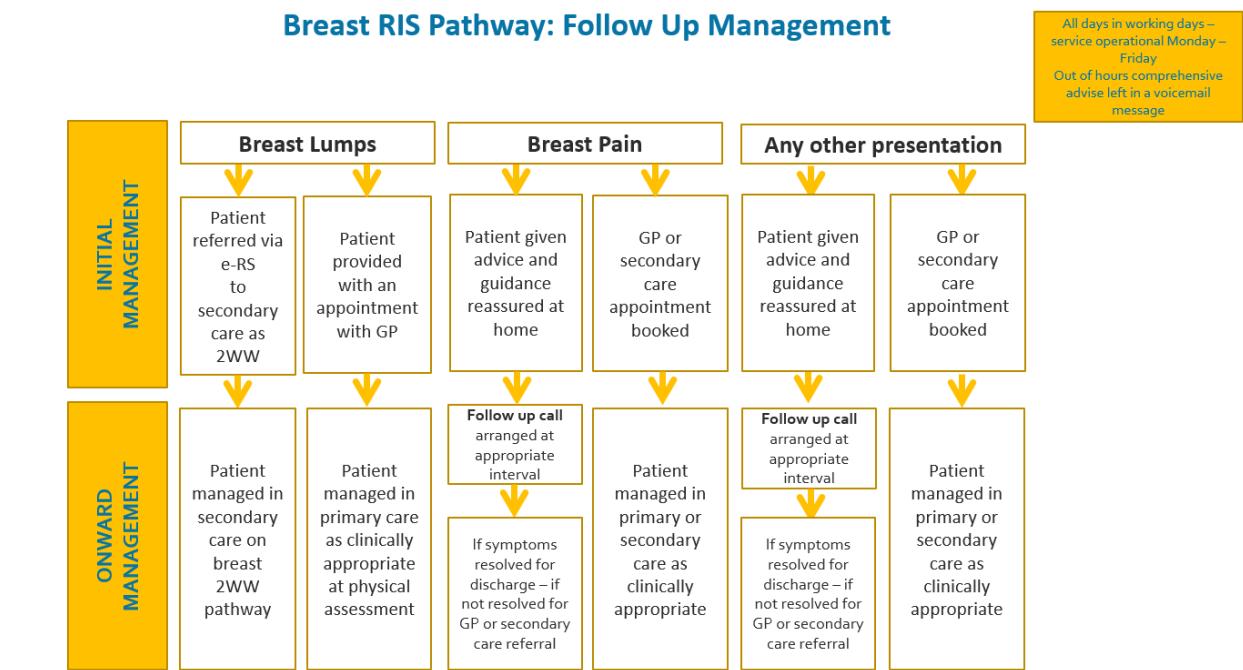 Breast RIS Pathway: Follow Up Management
All days in working days –
service operational Monday –
Friday
Out of hours comprehensive
advise left in a voicemail
message
INITIAL
MANAGEMENT
Breast Lumps
Breast Pain
Any other presentation
Patient
referred via
e-RS
to
secondary
care as
2WW
Patient
provided
with an
appointment
with GP
Patient given
advice and
guidance
reassured at
home
GP or
secondary
care
appointment
booked
Patient given
advice and
guidance
reassured at
home
GP or
secondary
care
appointment
booked
ONWARD
MANAGEMENT
Patient
managed in
secondary
care on
breast
2WW
pathway
Patient
managed in
primary care
as clinically
appropriate
at physical
assessment
Follow up call
arranged at
appropriate
interval
If symptoms
resolved for
discharge – if
not resolved for
GP or secondary
care referral
Patient
managed in
primary or
secondary
care as
clinically
appropriate
Follow up call
arranged at
appropriate
interval
If symptoms
resolved for
discharge – if
not resolved for
GP or secondary
care referral
Patient
managed in
primary or
secondary
care as
clinically
appropriate